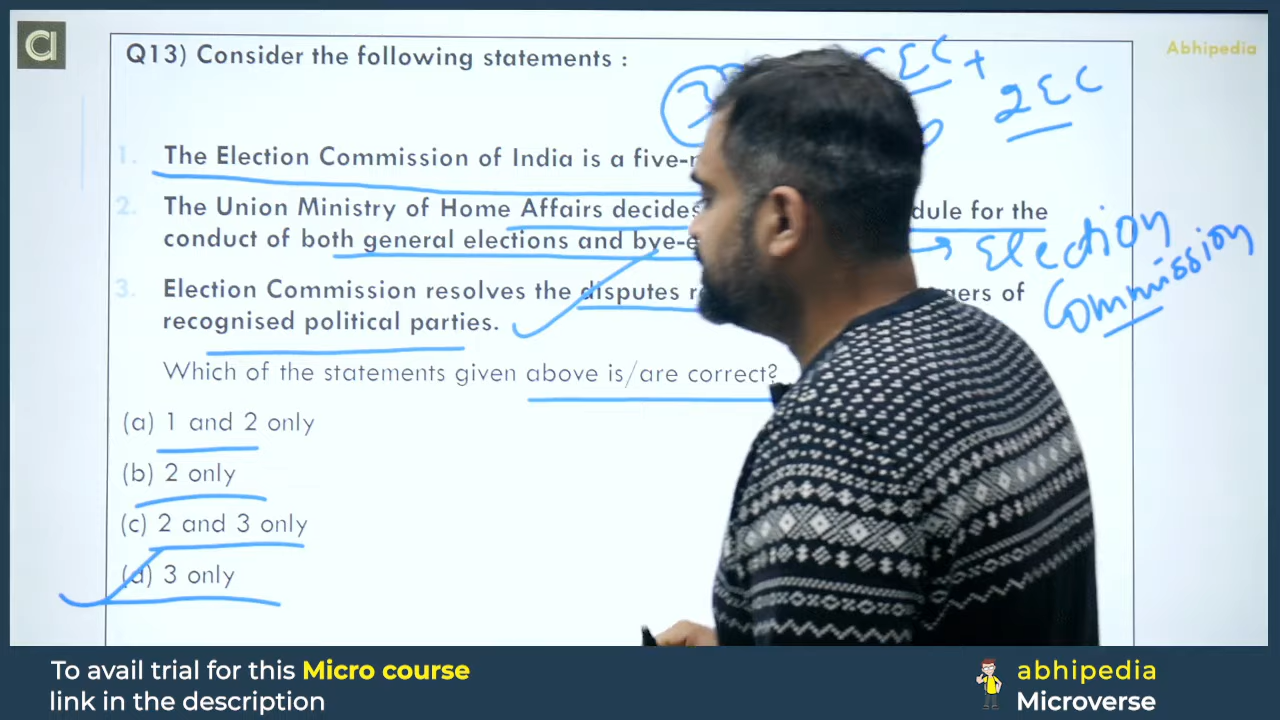 Abhipedia
Q13) Consider the following statements :
EC +
2 EC
1. The Election Commission of India is a five-
2. The Union Ministry of Home Affairs decides dule for the
conduct of both general elections and bye-e
→ Election
Commission
3. Election Commission resolves the disputes gers of
recognised political parties.
Which of the statements given above is/are correct?
(a) 1 and 2 only
(b) 2 only
(c) 2 and 3 only
(d) 3 only
To avail trial for this Micro course
link in the description
abhipedia
Microverse